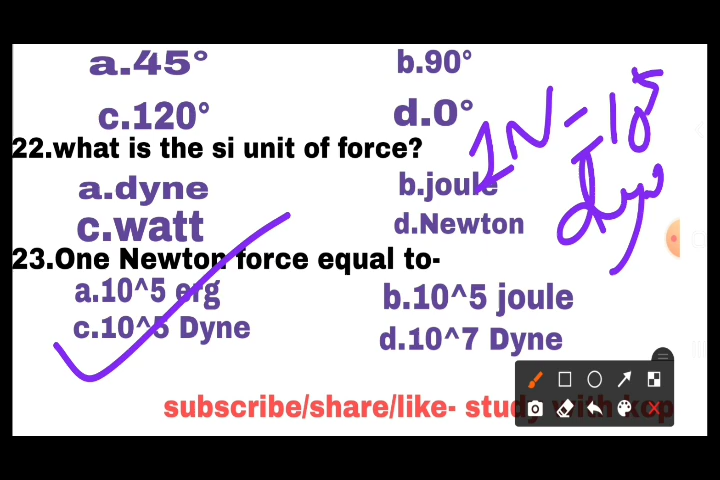 a.45° b.90°
c.120° d.0°
22.what is the si unit of force?
a.dyne b.joule
c.watt d.Newton
1N = 10^5
23.One Newton force equal to-
a.10^5 erg b.10^5 joule
c.10^5 Dyne d.10^7 Dyne
subscribe/share/like- study with kop